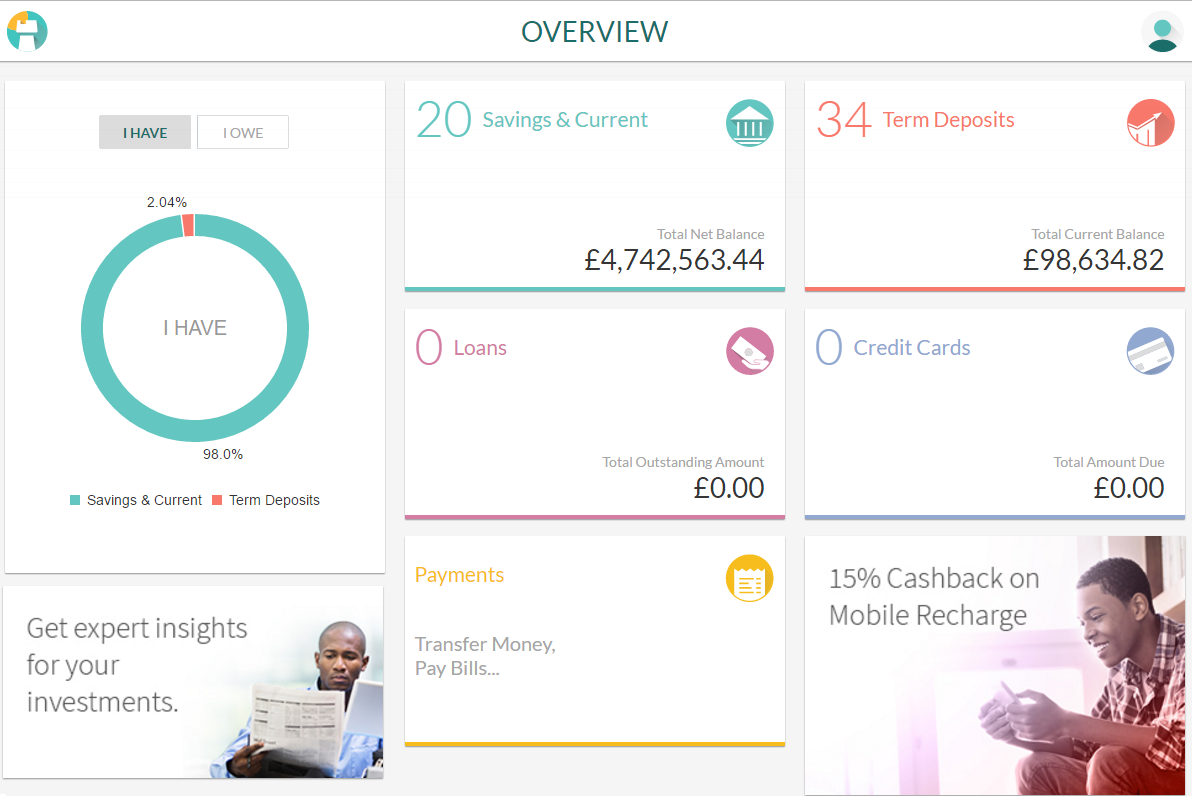 OVERVIEW
I HAVE
I OWE
2.04%
I HAVE
98.0%
Savings & Current
Term Deposits
20 Savings & Current
Total Net Balance
£4,742,563.44
34 Term Deposits
Total Current Balance
£98,634.82
0 Loans
Total Outstanding Amount
£0.00
0 Credit Cards
Total Amount Due
£0.00
Get expert insights
for your
investments.
Payments
Transfer Money,
Pay Bills...
15% Cashback on
Mobile Recharge